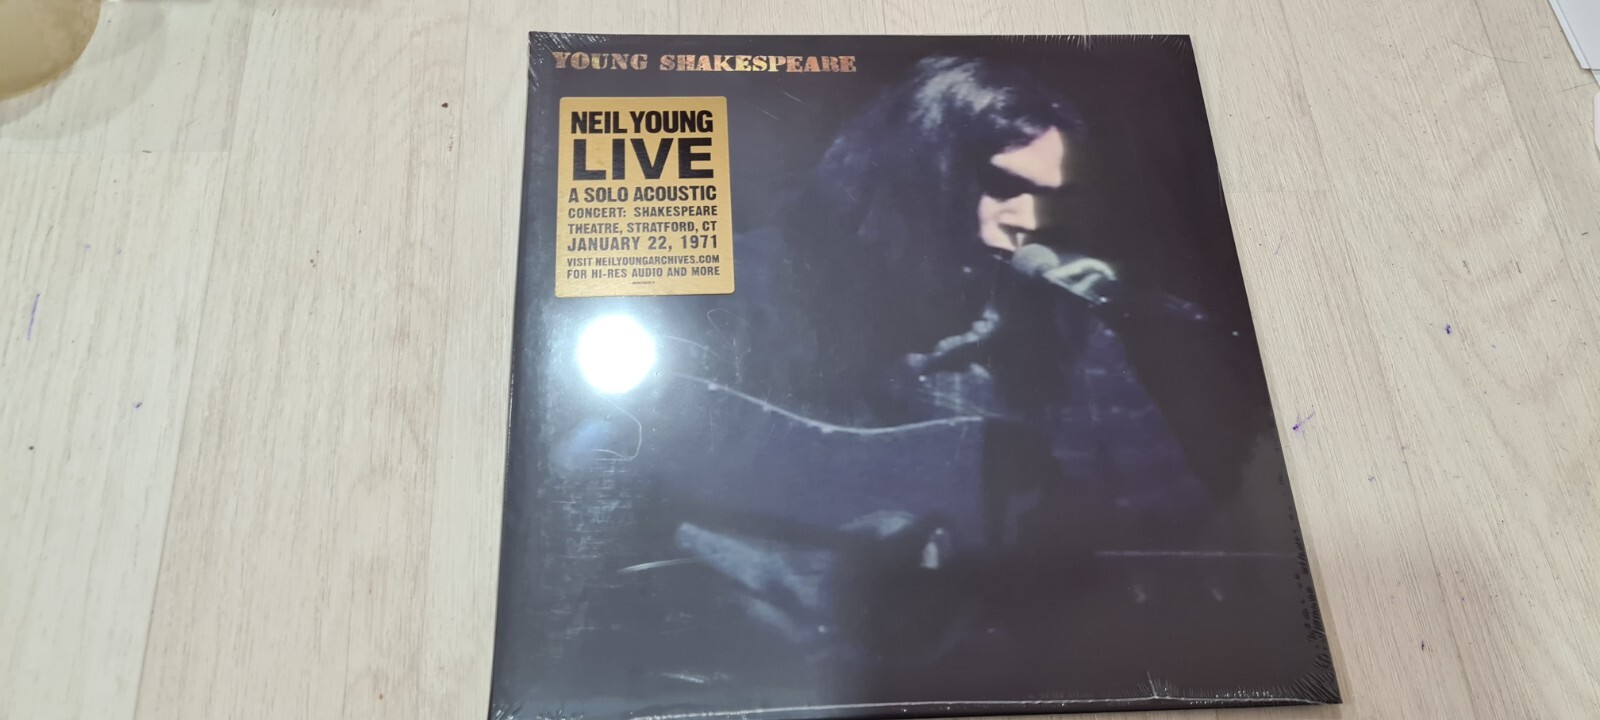 YOUNG SHAKESPEARE
NEIL YOUNG
LIVE
A SOLO ACOUSTIC
CONCERT: SHAKESPEARE
THEATRE, STRATFORD, CT
JANUARY 22, 1971
VISIT NEILYOUNGARCHIVES.COM
FOR HI-RES AUDIO AND MORE